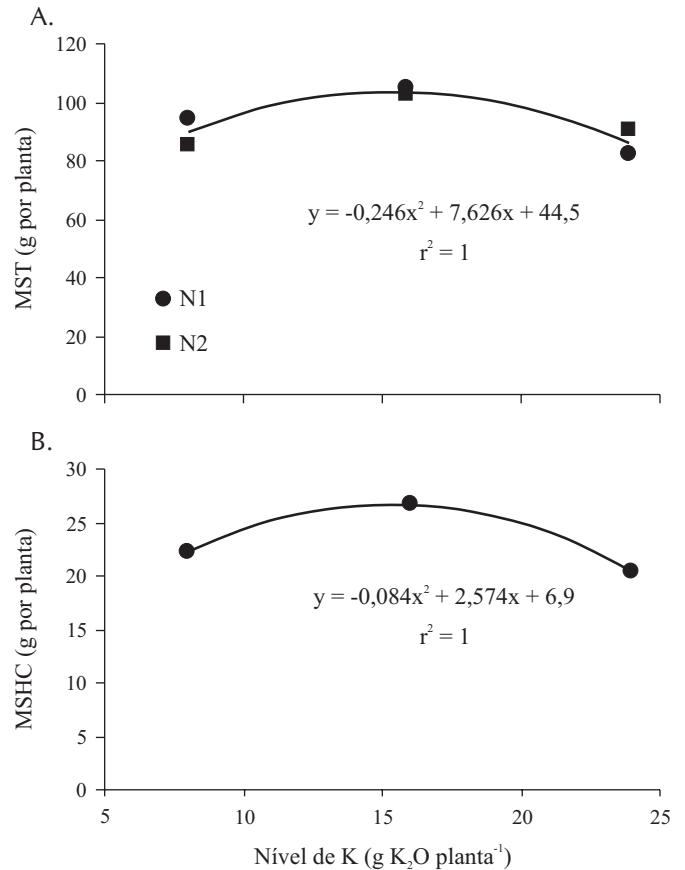 A.
120
100
80
60
40
20
0
MST (g por planta)
y = -0,246x² + 7,626x + 44,5
r² = 1
N1
N2
B.
30
25
20
15
10
5
0
MSHC (g por planta)
y = -0,084x² + 2,574x + 6,9
r² = 1
5 10 15 20 25
Nível de K (g K₂O planta⁻¹)